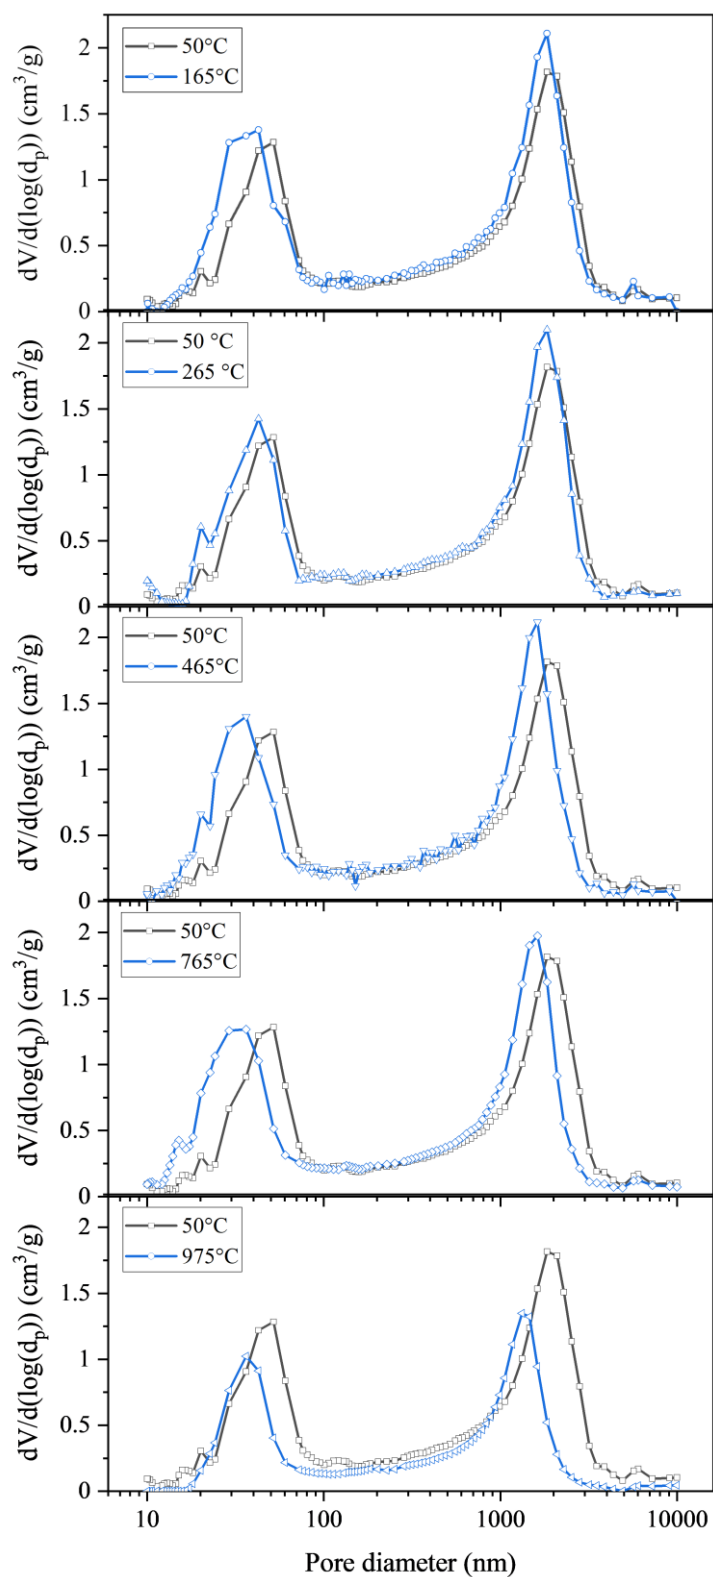 dV/d(log(dₚ)) (cm³/g)
2
1.5
1
0.5
0
50°C
165°C
dV/d(log(dₚ)) (cm³/g)
2
1.5
1
0.5
0
50 °C
265 °C
dV/d(log(dₚ)) (cm³/g)
2
1.5
1
0.5
0
50°C
465°C
dV/d(log(dₚ)) (cm³/g)
2
1.5
1
0.5
0
50°C
765°C
dV/d(log(dₚ)) (cm³/g)
2
1.5
1
0.5
0
50°C
975°C
10 100 1000 10000
Pore diameter (nm)